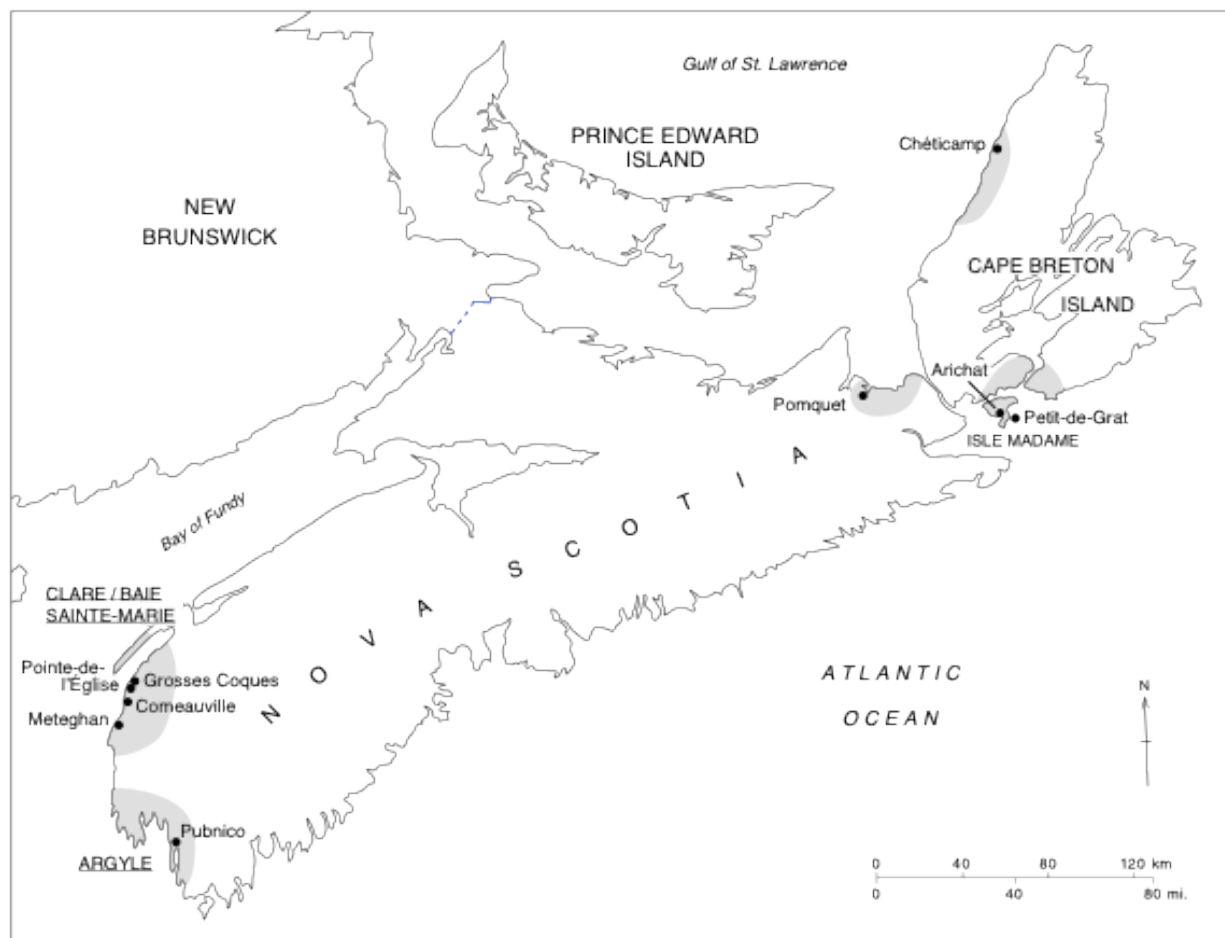 Gulf of St. Lawrence
PRINCE EDWARD
ISLAND
Chéticamp
NEW
BRUNSWICK
CAPE BRETON
ISLAND
Arichat
Pomquet
Petit-de-Grat
ISLE MADAME
NOVA SCOTIA
Bay of Fundy
CLARE / BAIE
SAINTE-MARIE
Pointe-de-
l'Église
Grosses Coques
Comeauville
Meteghan
ATLANTIC
OCEAN
N
Pubnico
ARGYLE
0 40 80 120 km
0 40 80 mi.